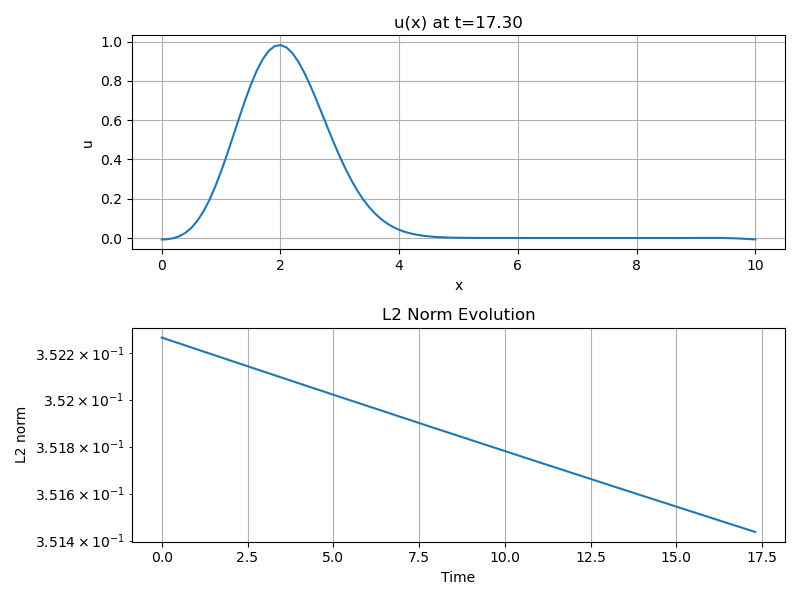 u(x) at t=17.30
1.0
0.8
0.6
0.4
0.2
0.0
u
0 2 4 6 8 10
x
L2 Norm Evolution
3.522 × 10⁻¹
3.52 × 10⁻¹
3.518 × 10⁻¹
3.516 × 10⁻¹
3.514 × 10⁻¹
L2 norm
0.0 2.5 5.0 7.5 10.0 12.5 15.0 17.5
Time